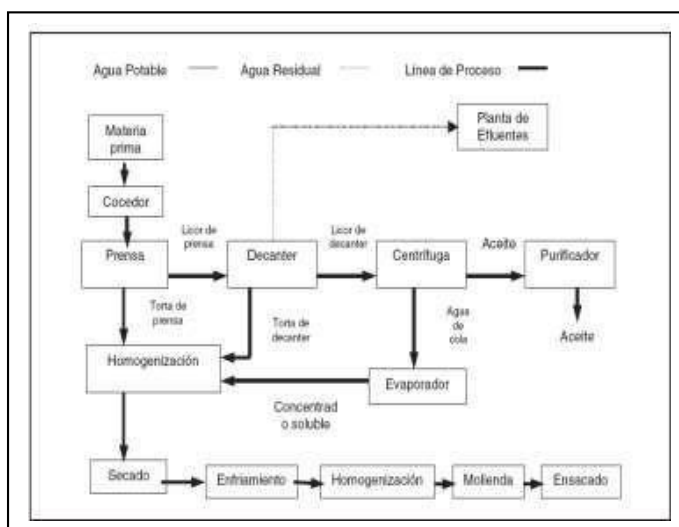 Agua Potable
Agua Residual
Línea de Proceso
Planta de
Efluentes
Materia
prima
Cocedor
Licor de
prensa
Licor de
decanter
Aceite
Prensa
Decanter
Centrífuga
Purificador
Torta de
prensa
Torta de
decanter
Agua
de
cola
Aceite
Homogenización
Evaporador
Concentrad
o soluble
Secado
Enfriamiento
Homogenización
Molienda
Ensacado